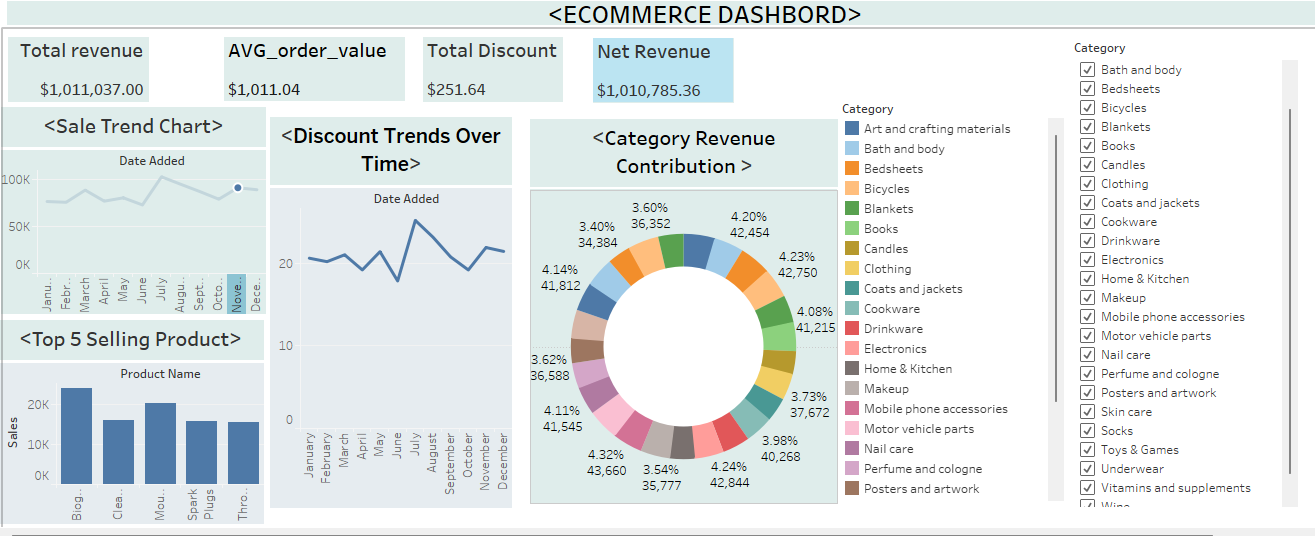 <ECOMMERCE DASHBORD>
Total revenue
$1,011,037.00
AVG_order_value
$1,011.04
Total Discount
$251.64
Net Revenue
$1,010,785.36
<Sale Trend Chart>
Date Added
100K
50K
0K
Janu..
Febr..
March
April
May
June
July
Augu..
Sept..
Octo..
Nove..
Dece..
<Top 5 Selling Product>
Product Name
Sales
20K
10K
0K
Biog..
Clea..
Mou..
Spark
Plugs
Thro..
<Discount Trends Over
Time>
Date Added
20
10
0
January
February
March
April
May
June
July
August
September
October
November
December
<Category Revenue
Contribution >
3.60%
36,352
4.20%
42,454
3.40%
34,384
4.23%
42,750
4.14%
41,812
4.08%
41,215
3.62%
36,588
3.73%
37,672
4.11%
41,545
3.98%
40,268
4.32%
43,660
4.24%
42,844
3.54%
35,777
Category
Art and crafting materials
Bath and body
Bedsheets
Bicycles
Blankets
Books
Candles
Clothing
Coats and jackets
Cookware
Drinkware
Electronics
Home & Kitchen
Makeup
Mobile phone accessories
Motor vehicle parts
Nail care
Perfume and cologne
Posters and artwork
Category
Bath and body
Bedsheets
Bicycles
Blankets
Books
Candles
Clothing
Coats and jackets
Cookware
Drinkware
Electronics
Home & Kitchen
Makeup
Mobile phone accessories
Motor vehicle parts
Nail care
Perfume and cologne
Posters and artwork
Skin care
Socks
Toys & Games
Underwear
Vitamins and supplements
Wine